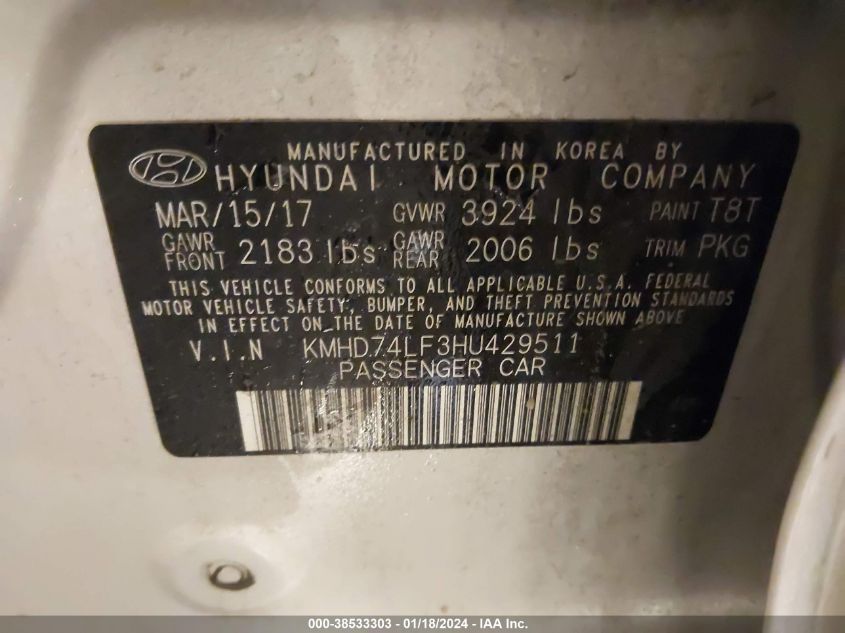 MANUFACTURED IN KOREA BY
HYUNDAI MOTOR COMPANY
MAR/15/17 GVWR 3924 lbs PAINT T8T
GAWR FRONT 2183 lbs GAWR REAR 2006 lbs TRIM PKG
THIS VEHICLE CONFORMS TO ALL APPLICABLE U.S.A. FEDERAL
MOTOR VEHICLE SAFETY, BUMPER, AND THEFT PREVENTION STANDARDS
IN EFFECT ON THE DATE OF MANUFACTURE SHOWN ABOVE
V.I.N KMHD74LF3HU429511
PASSENGER CAR
000-38533303 - 01/18/2024 - IAA Inc.